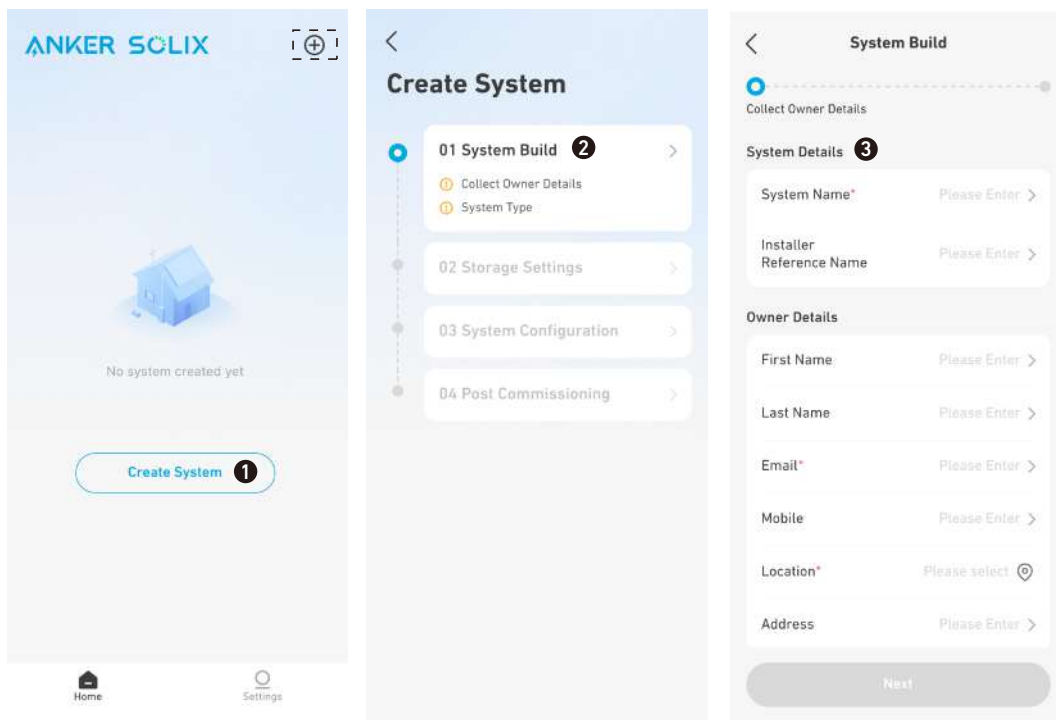 ANKER SOLIX
No system created yet
Create System 1
Home
Settings
Create System
01 System Build 2
Collect Owner Details
System Type
02 Storage Settings
03 System Configuration
04 Post Commissioning
System Build
Collect Owner Details
System Details 3
System Name* Please Enter
Installer
Reference Name Please Enter
Owner Details
First Name Please Enter
Last Name Please Enter
Email* Please Enter
Mobile Please Enter
Location* Please select
Address Please Enter
Next